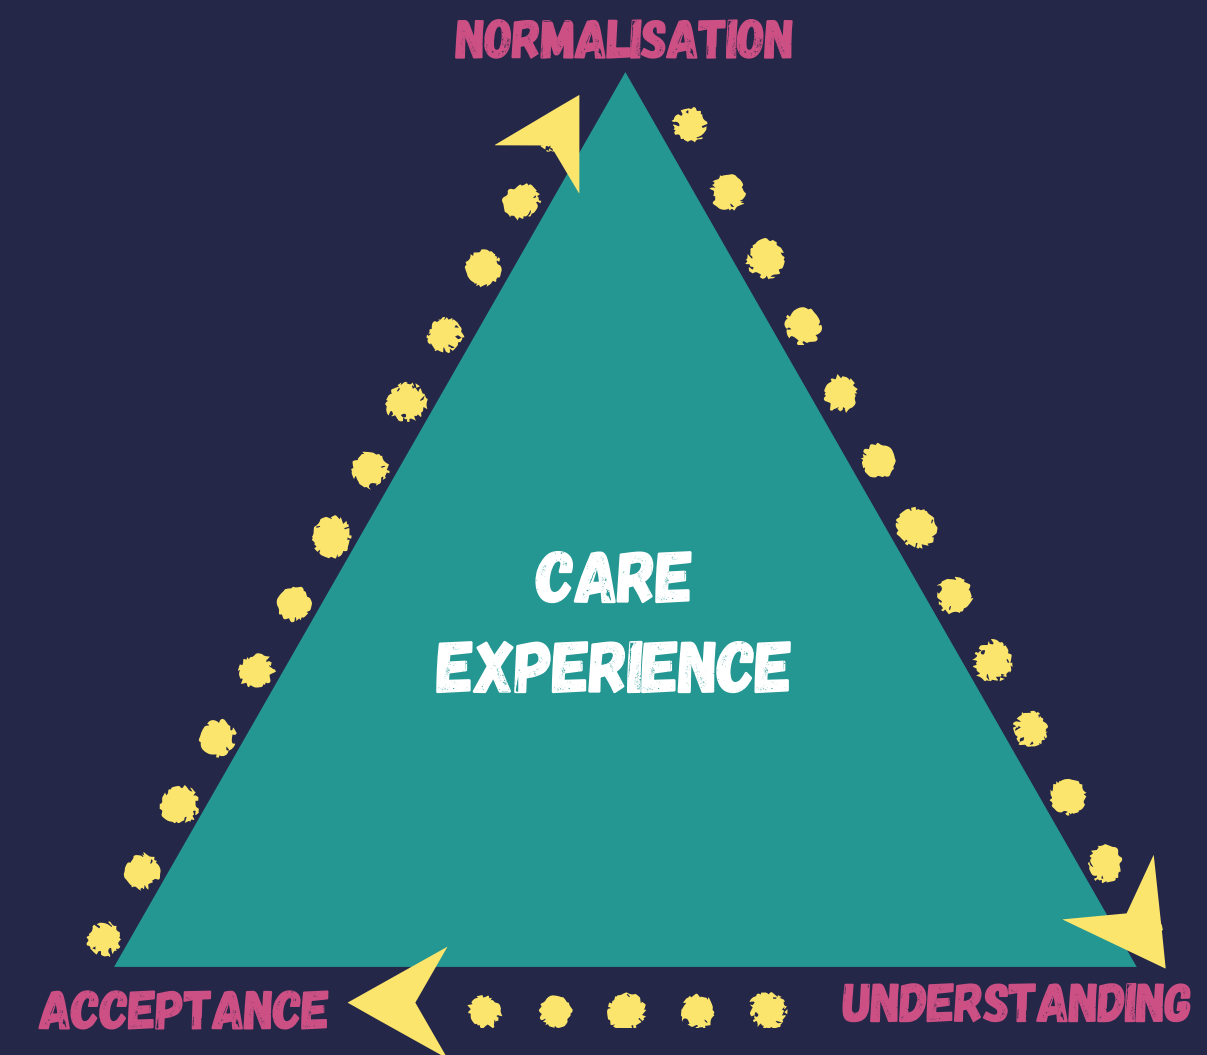 NORMALISATION
CARE
EXPERIENCE
ACCEPTANCE
UNDERSTANDING